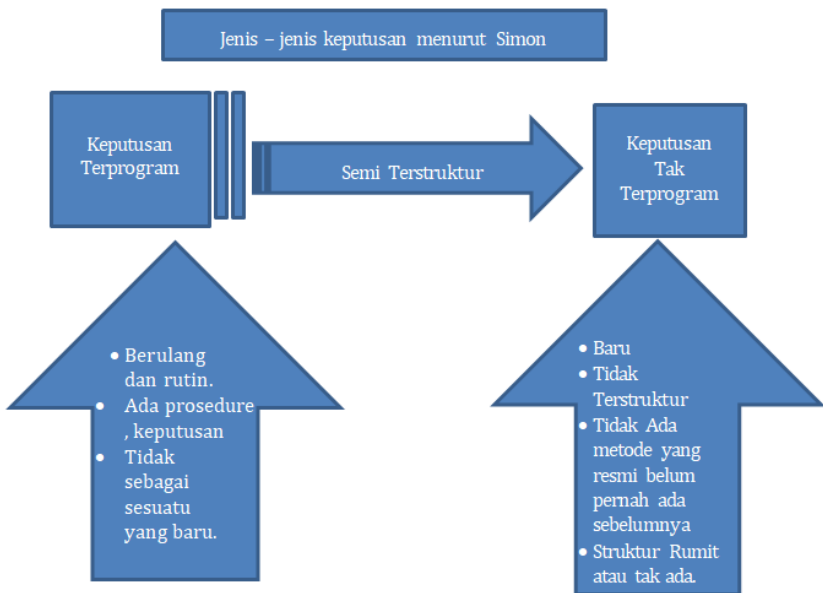 Jenis – jenis keputusan menurut Simon
Keputusan
Terprogram
Semi Terstruktur
Keputusan
Tak
Terprogram
• Berulang
dan rutin.
• Ada prosedure
, keputusan
• Tidak
sebagai
sesuatu
yang baru.
• Baru
• Tidak
Terstruktur
• Tidak Ada
metode yang
resmi belum
pernah ada
sebelumnya
• Struktur Rumit
atau tak ada.